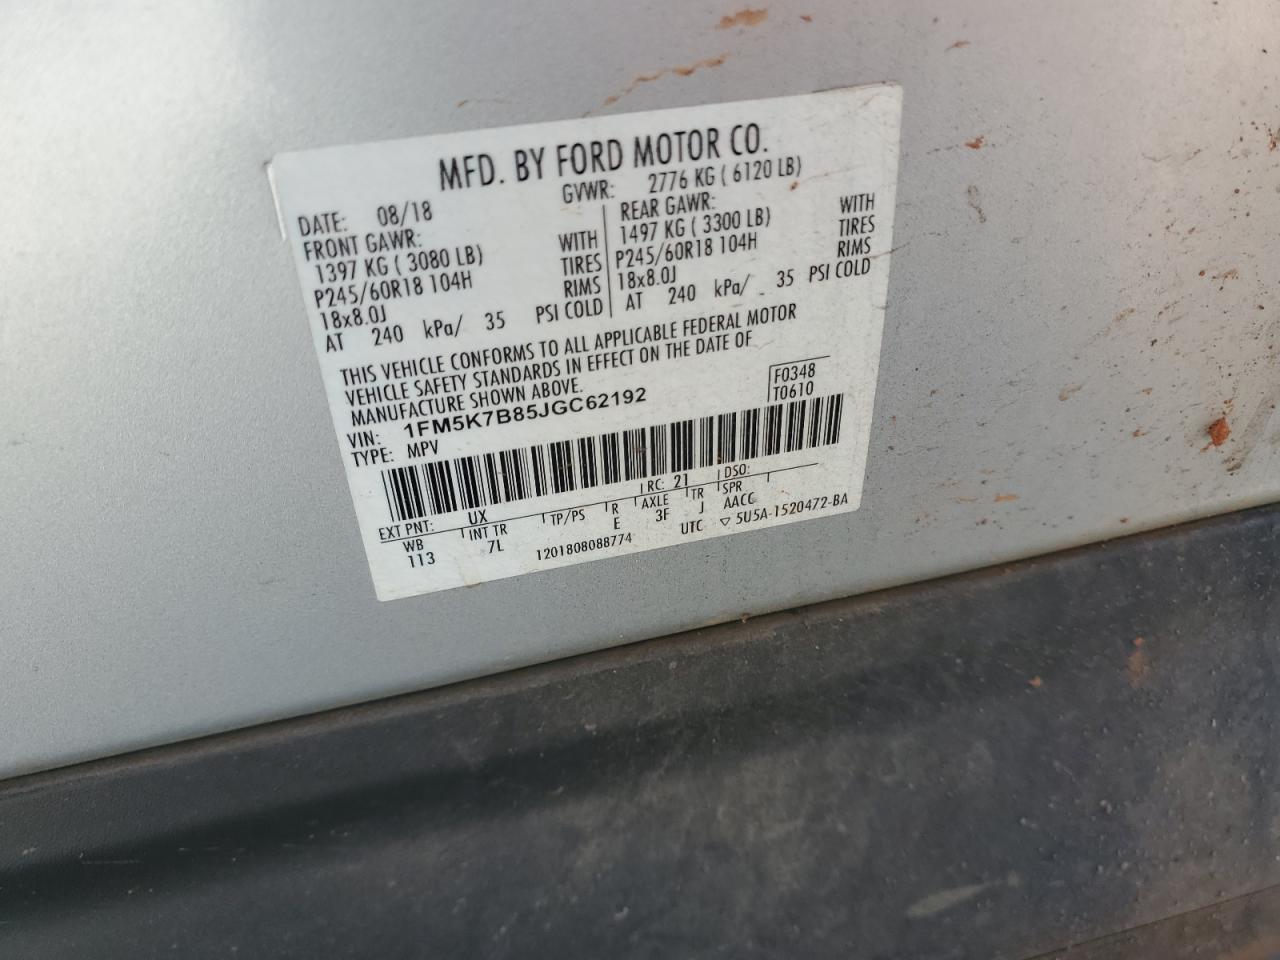 MFD. BY FORD MOTOR CO.
DATE: 08/18 GVWR: 2776 KG ( 6120 LB)
FRONT GAWR:
1397 KG ( 3080 LB) WITH
P245/60R18 104H TIRES
18x8.0J RIMS
AT 240 kPa/ 35 PSI COLD
REAR GAWR:
1497 KG ( 3300 LB) WITH
P245/60R18 104H TIRES
18x8.0J RIMS
AT 240 kPa/ 35 PSI COLD
THIS VEHICLE CONFORMS TO ALL APPLICABLE FEDERAL MOTOR
VEHICLE SAFETY STANDARDS IN EFFECT ON THE DATE OF
MANUFACTURE SHOWN ABOVE.
VIN: 1FM5K7B85JGC62192
TYPE: MPV
F0348
T0610
EXT PNT: UX RC: 21 DSO:
WB INT TR TP/PS R AXLE TR SPR
113 7L E 3F J AACC
1201808088774 UTC ▽ 5U5A-1520472-BA